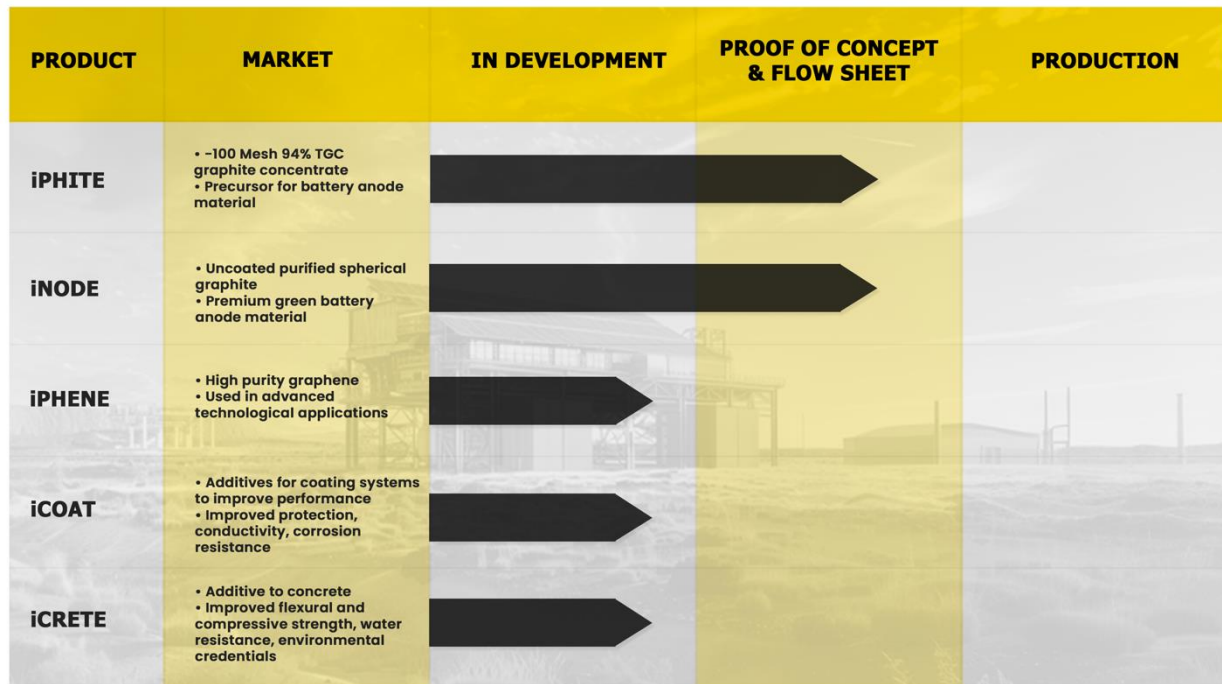 PRODUCT
MARKET
IN DEVELOPMENT
PROOF OF CONCEPT
& FLOW SHEET
PRODUCTION
iPHITE
• -100 Mesh 94% TGC
graphite concentrate
• Precursor for battery anode
material
iNODE
• Uncoated purified spherical
graphite
• Premium green battery
anode material
iPHENE
• High purity graphene
• Used in advanced
technological applications
iCOAT
• Additives for coating systems
to improve performance
• Improved protection,
conductivity, corrosion
resistance
iCRETE
• Additive to concrete
• Improved flexural and
compressive strength, water
resistance, environmental
credentials